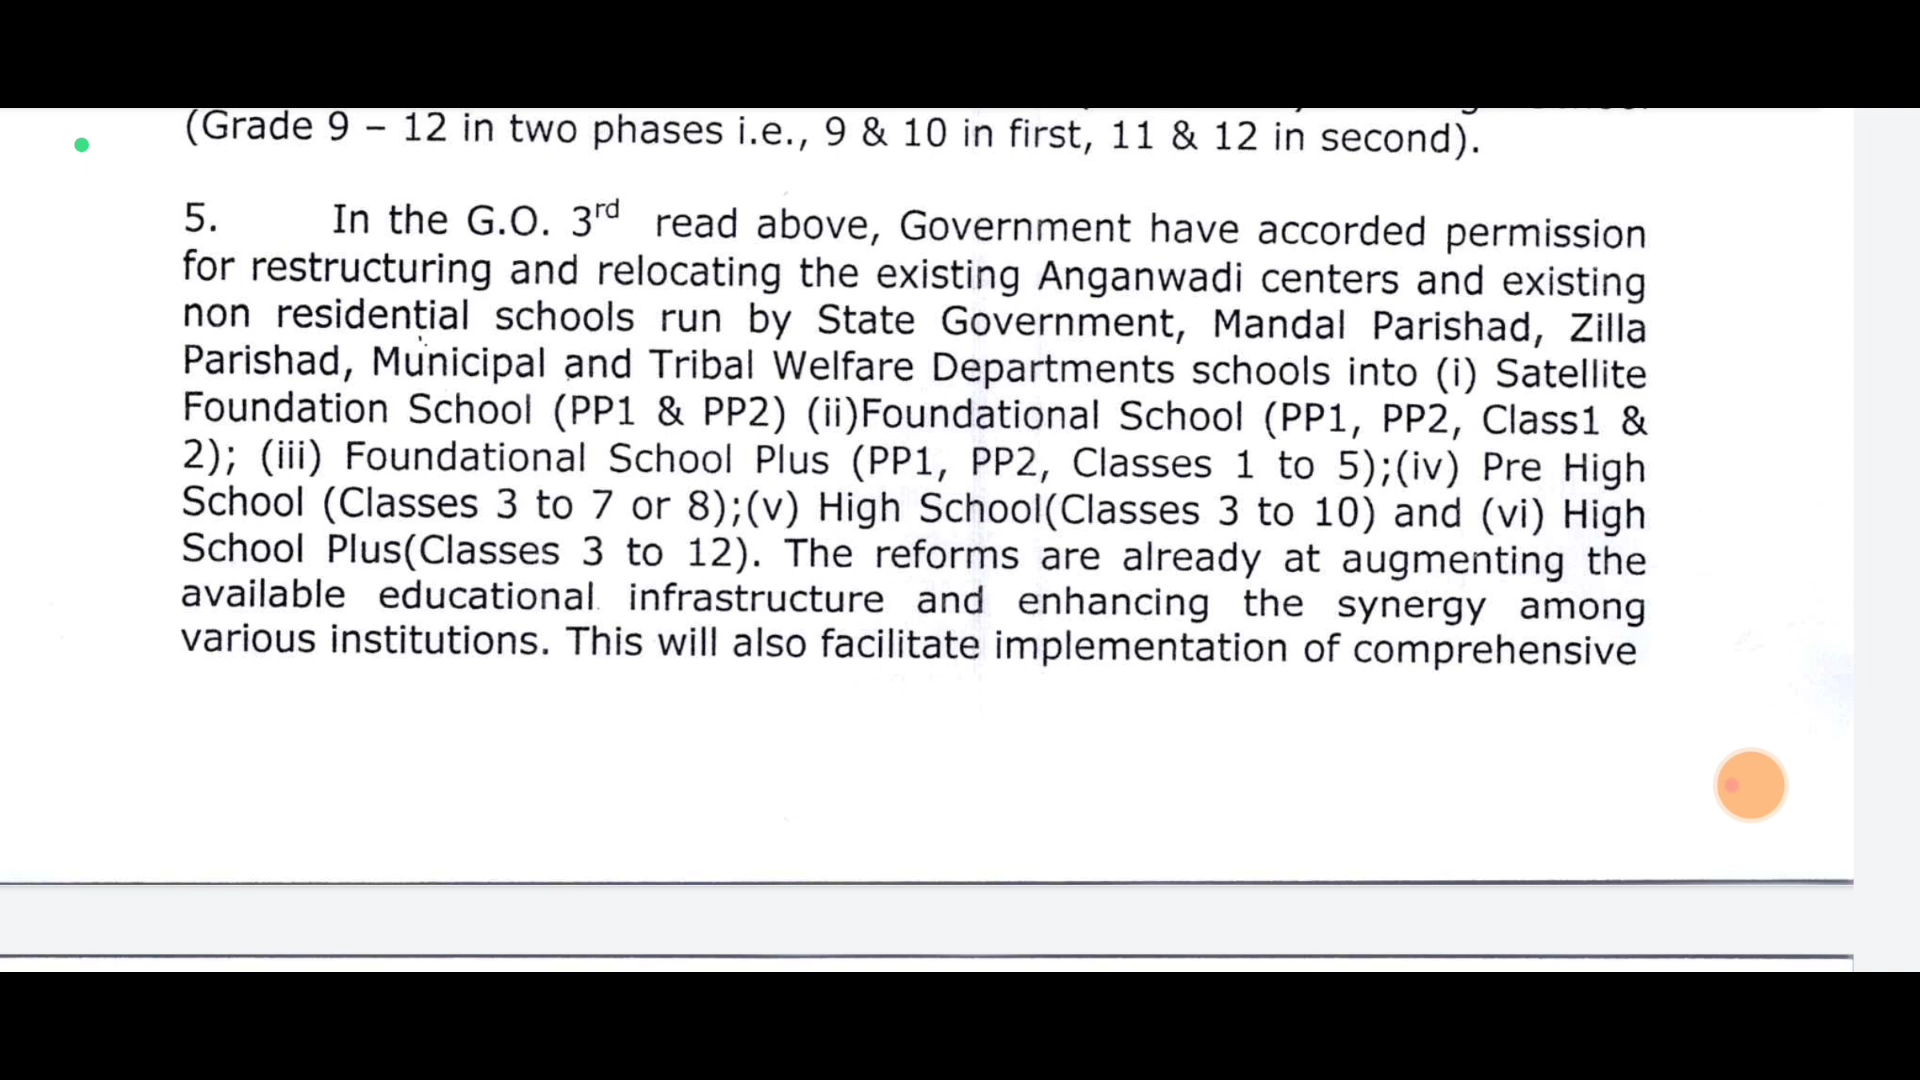 (Grade 9 – 12 in two phases i.e., 9 & 10 in first, 11 & 12 in second).
5. In the G.O. 3rd read above, Government have accorded permission
for restructuring and relocating the existing Anganwadi centers and existing
non residential schools run by State Government, Mandal Parishad, Zilla
Parishad, Municipal and Tribal Welfare Departments schools into (i) Satellite
Foundation School (PP1 & PP2) (ii)Foundational School (PP1, PP2, Class1 &
2); (iii) Foundational School Plus (PP1, PP2, Classes 1 to 5);(iv) Pre High
School (Classes 3 to 7 or 8);(v) High School(Classes 3 to 10) and (vi) High
School Plus(Classes 3 to 12). The reforms are already at augmenting the
available educational infrastructure and enhancing the synergy among
various institutions. This will also facilitate implementation of comprehensive